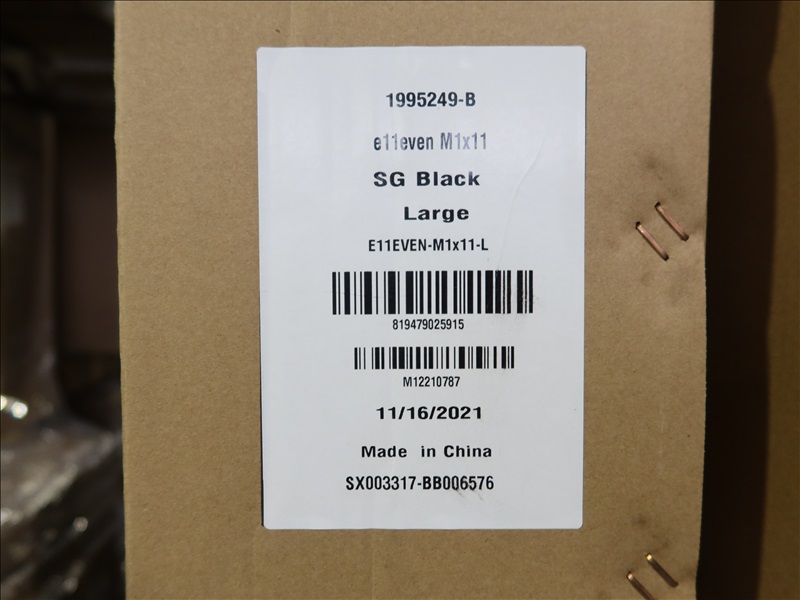 1995249-B
e11even M1x11
SG Black
Large
E11EVEN-M1x11-L
819479025915
M12210787
11/16/2021
Made in China
SX003317-BB006576